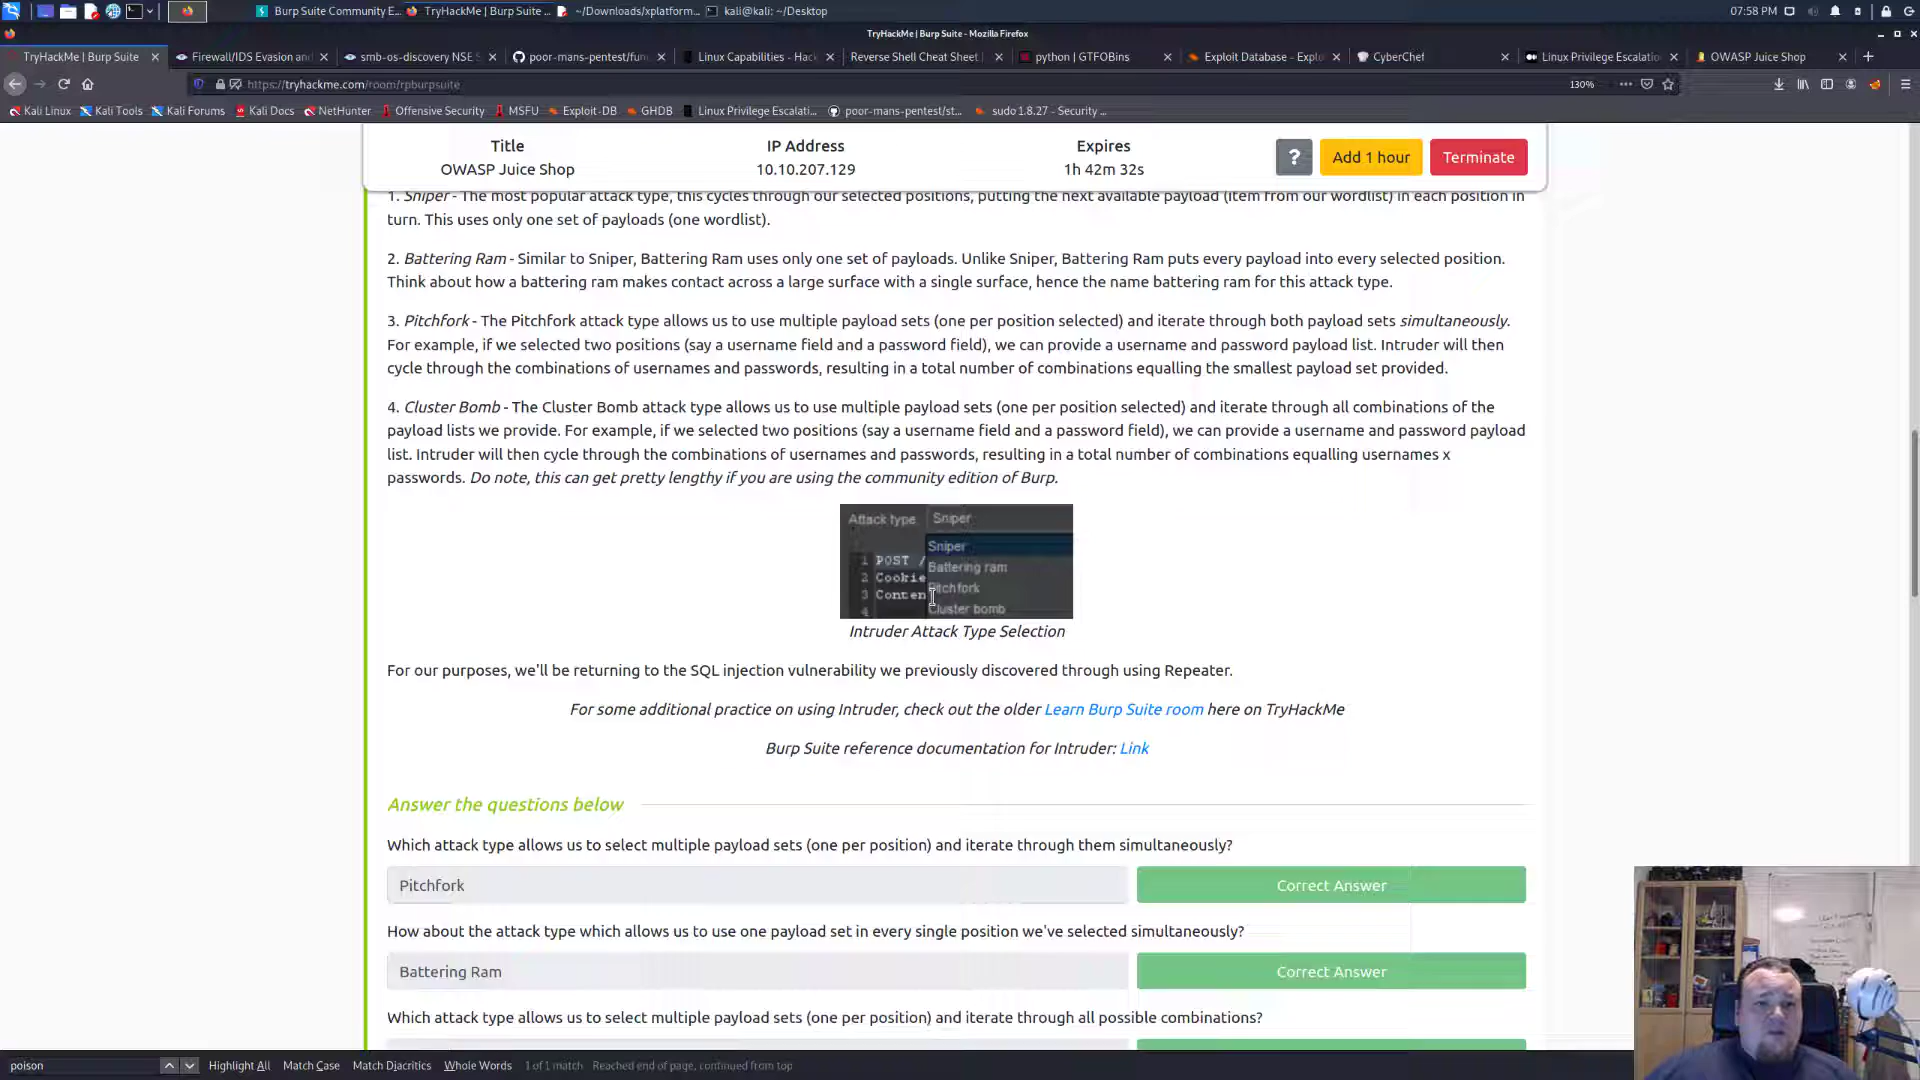 Burp Suite Community E...
TryHackMe | Burp Suite ...
~/Downloads/xplatform...
kali@kali: ~/Desktop
07:58 PM
TryHackMe | Burp Suite - Mozilla Firefox
TryHackMe | Burp Suite
Firewall/IDS Evasion and
smb-os-discovery NSE S
poor-mans-pentest/fun
Linux Capabilities - Hack
Reverse Shell Cheat Sheet
python | GTFOBins
Exploit Database - Explo
CyberChef
Linux Privilege Escalatio
OWASP Juice Shop
https://tryhackme.com/room/rpburpsuite
130%
Kali Linux
Kali Tools
Kali Forums
Kali Docs
NetHunter
Offensive Security
MSFU
Exploit-DB
GHDB
Linux Privilege Escalati...
poor-mans-pentest/st...
sudo 1.8.27 - Security ...
Title
IP Address
Expires
OWASP Juice Shop
10.10.207.129
1h 42m 32s
?
Add 1 hour
Terminate
1. Sniper - The most popular attack type, this cycles through our selected positions, putting the next available payload (item from our wordlist) in each position in
turn. This uses only one set of payloads (one wordlist).
2. Battering Ram - Similar to Sniper, Battering Ram uses only one set of payloads. Unlike Sniper, Battering Ram puts every payload into every selected position.
Think about how a battering ram makes contact across a large surface with a single surface, hence the name battering ram for this attack type.
3. Pitchfork - The Pitchfork attack type allows us to use multiple payload sets (one per position selected) and iterate through both payload sets simultaneously.
For example, if we selected two positions (say a username field and a password field), we can provide a username and password payload list. Intruder will then
cycle through the combinations of usernames and passwords, resulting in a total number of combinations equalling the smallest payload set provided.
4. Cluster Bomb - The Cluster Bomb attack type allows us to use multiple payload sets (one per position selected) and iterate through all combinations of the
payload lists we provide. For example, if we selected two positions (say a username field and a password field), we can provide a username and password payload
list. Intruder will then cycle through the combinations of usernames and passwords, resulting in a total number of combinations equalling usernames x
passwords. Do note, this can get pretty lengthy if you are using the community edition of Burp.
Attack type
Sniper
Sniper
1 POST /
Battering ram
2 Cookie
Pitchfork
3 Conten
Cluster bomb
4
Intruder Attack Type Selection
For our purposes, we'll be returning to the SQL injection vulnerability we previously discovered through using Repeater.
For some additional practice on using Intruder, check out the older Learn Burp Suite room here on TryHackMe
Burp Suite reference documentation for Intruder: Link
Answer the questions below
Which attack type allows us to select multiple payload sets (one per position) and iterate through them simultaneously?
Pitchfork
Correct Answer
How about the attack type which allows us to use one payload set in every single position we've selected simultaneously?
Battering Ram
Correct Answer
Which attack type allows us to select multiple payload sets (one per position) and iterate through all possible combinations?
poison
Highlight All
Match Case
Match Diacritics
Whole Words
1 of 1 match
Reached end of page, continued from top